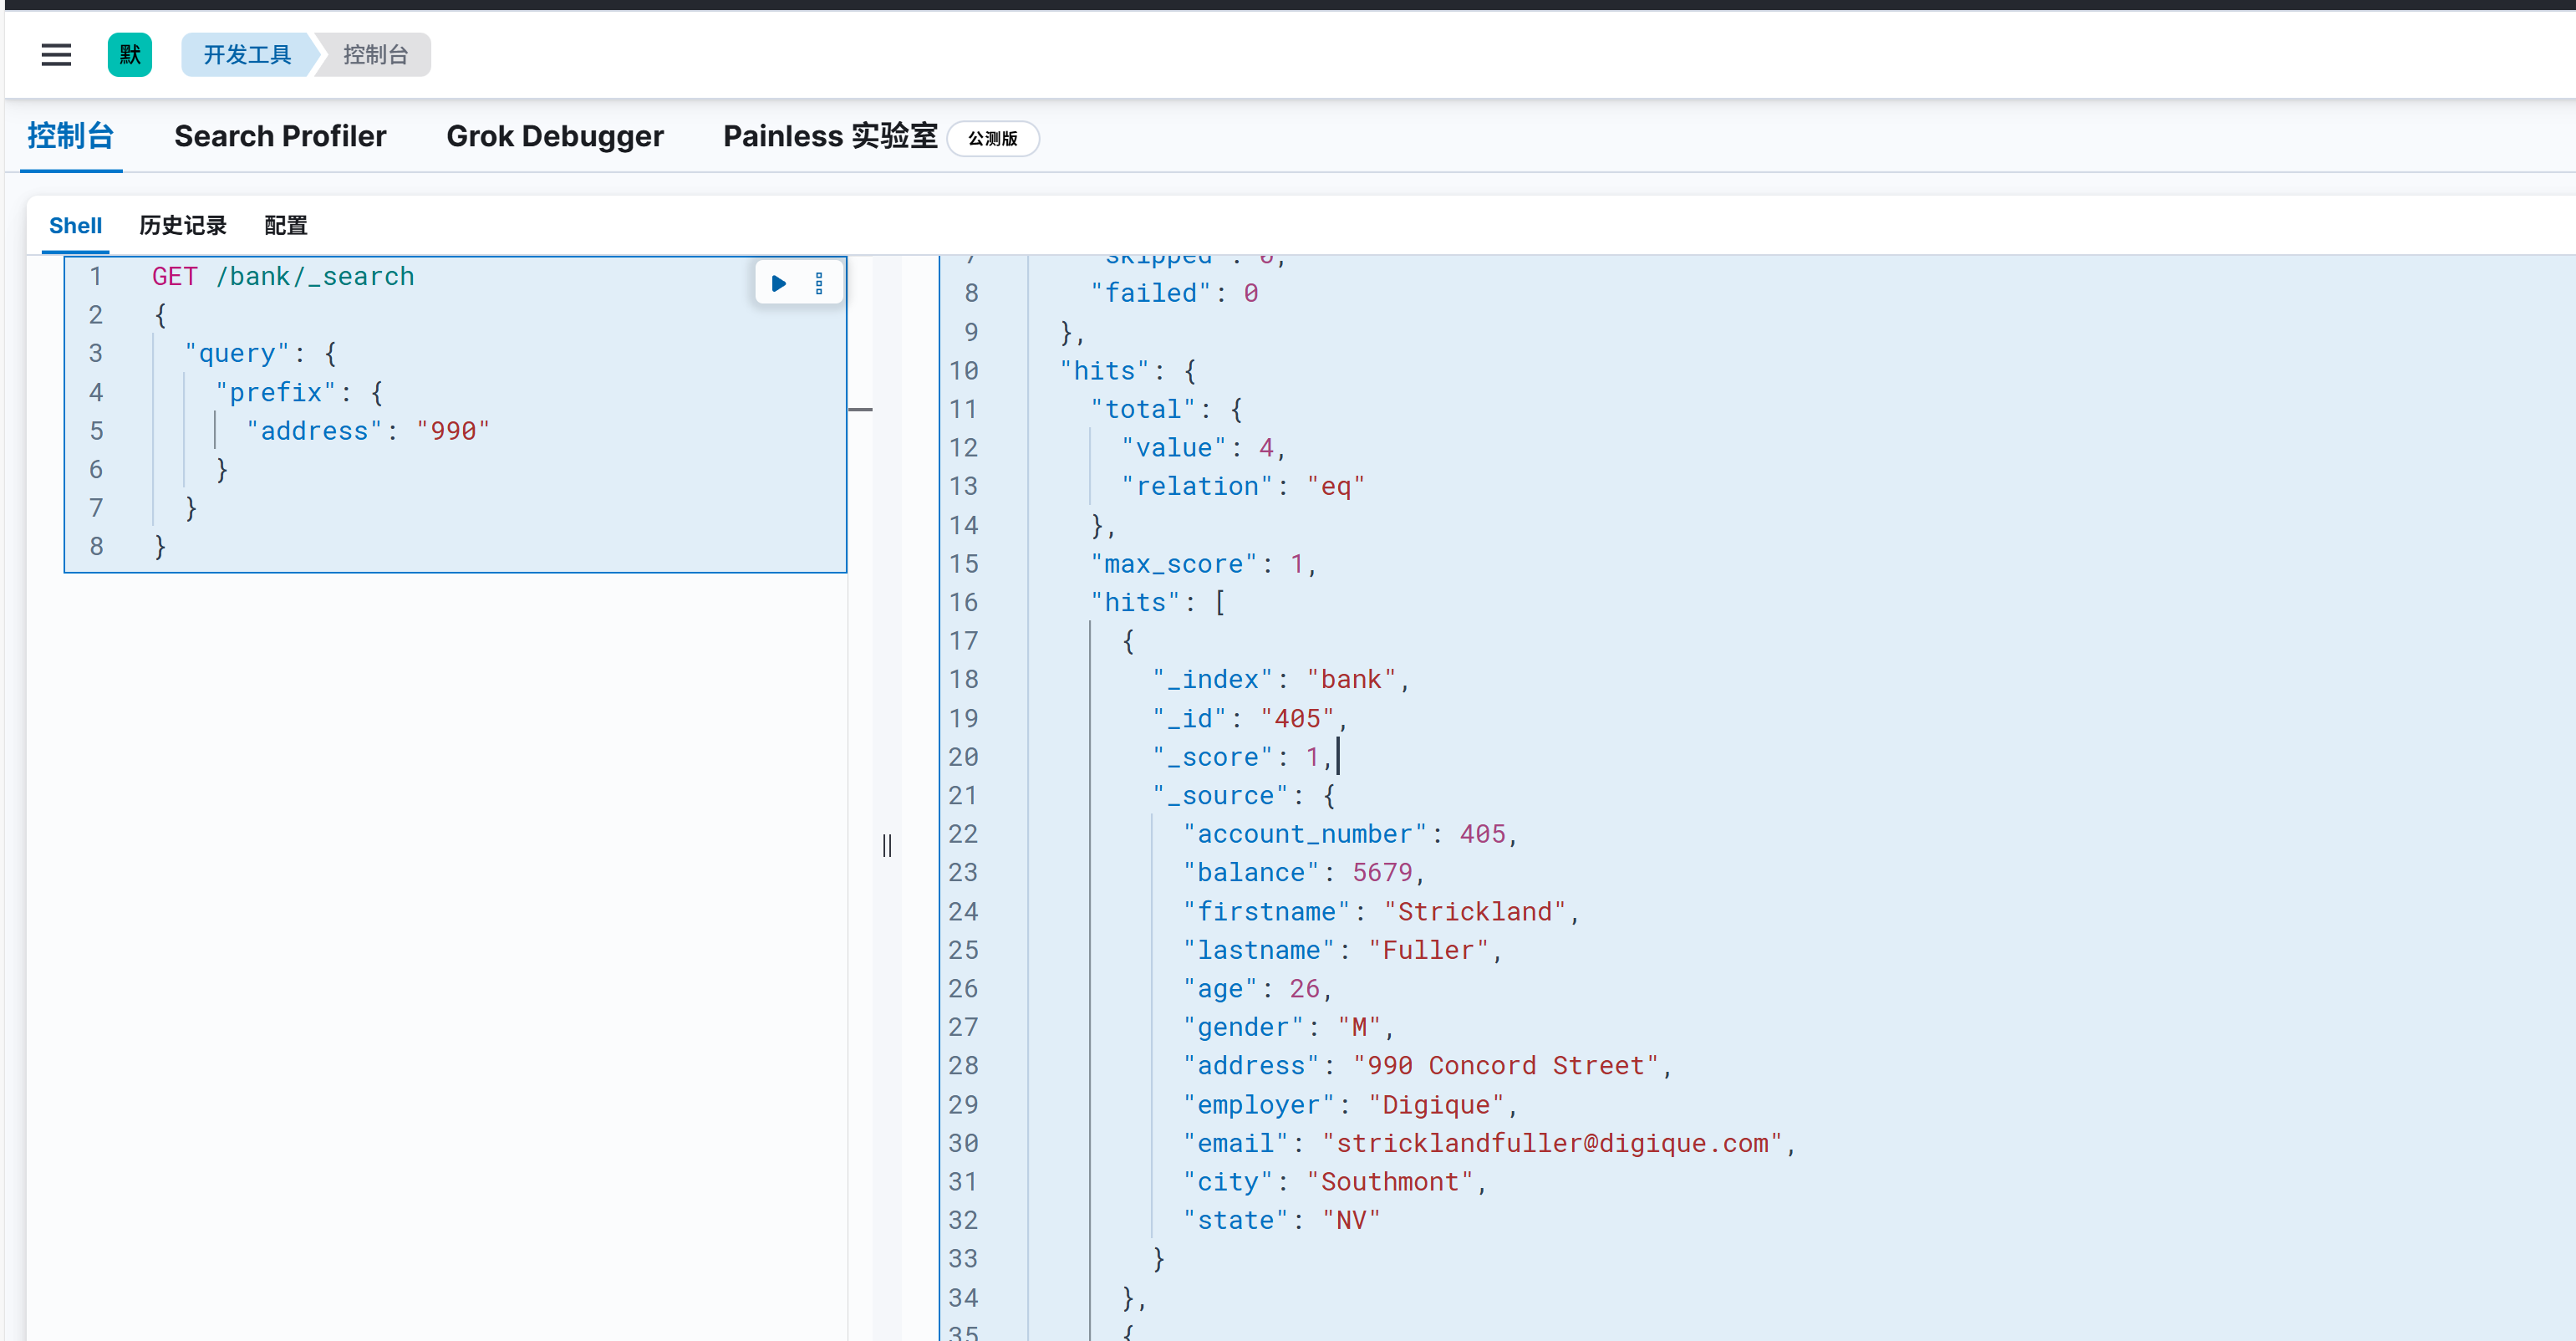 默 开发工具 控制台
控制台 Search Profiler Grok Debugger Painless 实验室 公测版
Shell 历史记录 配置
1 GET /bank/_search
2 {
3 "query": {
4 "prefix": {
5 "address": "990"
6 }
7 }
8 }
7 "skipped": 0,
8 "failed": 0
9 },
10 "hits": {
11 "total": {
12 "value": 4,
13 "relation": "eq"
14 },
15 "max_score": 1,
16 "hits": [
17 {
18 "_index": "bank",
19 "_id": "405",
20 "_score": 1,
21 "_source": {
22 "account_number": 405,
23 "balance": 5679,
24 "firstname": "Strickland",
25 "lastname": "Fuller",
26 "age": 26,
27 "gender": "M",
28 "address": "990 Concord Street",
29 "employer": "Digique",
30 "email": "stricklandfuller@digique.com",
31 "city": "Southmont",
32 "state": "NV"
33 }
34 },
35 {